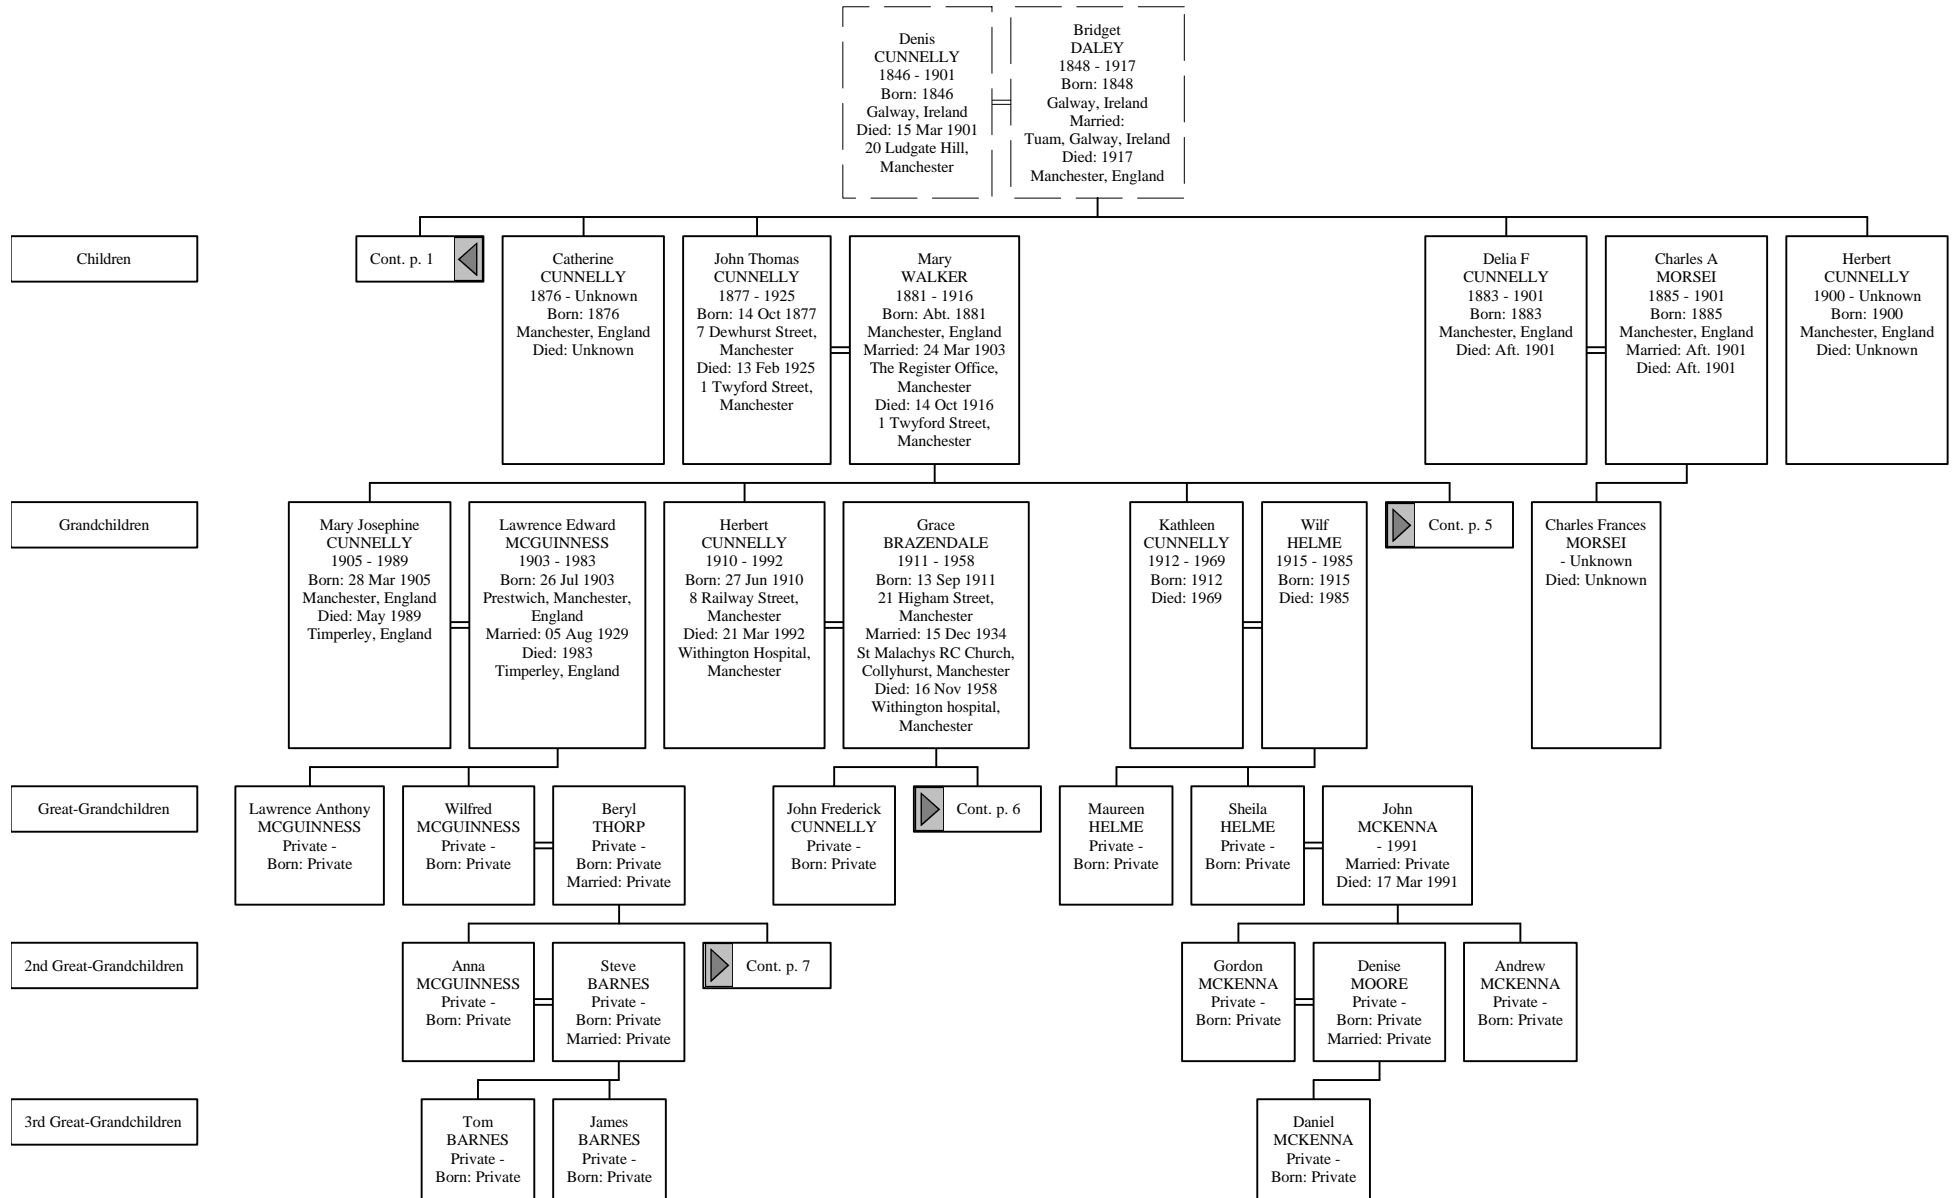 Denis
CUNNELLY
1846 - 1901
Born: 1846
Galway, Ireland
Died: 15 Mar 1901
20 Ludgate Hill,
Manchester
Bridget
DALEY
1848 - 1917
Born: 1848
Galway, Ireland
Married:
Tuam, Galway, Ireland
Died: 1917
Manchester, England
Children
Cont. p. 1
Catherine
CUNNELLY
1876 - Unknown
Born: 1876
Manchester, England
Died: Unknown
John Thomas
CUNNELLY
1877 - 1925
Born: 14 Oct 1877
7 Dewhurst Street,
Manchester
Died: 13 Feb 1925
1 Twyford Street,
Manchester
Mary
WALKER
1881 - 1916
Born: Abt. 1881
Manchester, England
Married: 24 Mar 1903
The Register Office,
Manchester
Died: 14 Oct 1916
1 Twyford Street,
Manchester
Delia F
CUNNELLY
1883 - 1901
Born: 1883
Manchester, England
Died: Aft. 1901
Charles A
MORSEI
1885 - 1901
Born: 1885
Manchester, England
Married: Aft. 1901
Died: Aft. 1901
Herbert
CUNNELLY
1900 - Unknown
Born: 1900
Manchester, England
Died: Unknown
Grandchildren
Mary Josephine
CUNNELLY
1905 - 1989
Born: 28 Mar 1905
Manchester, England
Died: May 1989
Timperley, England
Lawrence Edward
MCGUINNESS
1903 - 1983
Born: 26 Jul 1903
Prestwich, Manchester,
England
Married: 05 Aug 1929
Died: 1983
Timperley, England
Herbert
CUNNELLY
1910 - 1992
Born: 27 Jun 1910
8 Railway Street,
Manchester
Died: 21 Mar 1992
Withington Hospital,
Manchester
Grace
BRAZENDALE
1911 - 1958
Born: 13 Sep 1911
21 Higham Street,
Manchester
Married: 15 Dec 1934
St Malachys RC Church,
Collyhurst, Manchester
Died: 16 Nov 1958
Withington hospital,
Manchester
Kathleen
CUNNELLY
1912 - 1969
Born: 1912
Died: 1969
Wilf
HELME
1915 - 1985
Born: 1915
Died: 1985
Cont. p. 5
Charles Frances
MORSEI
- Unknown
Died: Unknown
Great-Grandchildren
Lawrence Anthony
MCGUINNESS
Private -
Born: Private
Wilfred
MCGUINNESS
Private -
Born: Private
Beryl
THORP
Private -
Born: Private
Married: Private
John Frederick
CUNNELLY
Private -
Born: Private
Cont. p. 6
Maureen
HELME
Private -
Born: Private
Sheila
HELME
Private -
Born: Private
John
MCKENNA
- 1991
Married: Private
Died: 17 Mar 1991
2nd Great-Grandchildren
Anna
MCGUINNESS
Private -
Born: Private
Steve
BARNES
Private -
Born: Private
Married: Private
Cont. p. 7
Gordon
MCKENNA
Private -
Born: Private
Denise
MOORE
Private -
Born: Private
Married: Private
Andrew
MCKENNA
Private -
Born: Private
3rd Great-Grandchildren
Tom
BARNES
Private -
Born: Private
James
BARNES
Private -
Born: Private
Daniel
MCKENNA
Private -
Born: Private